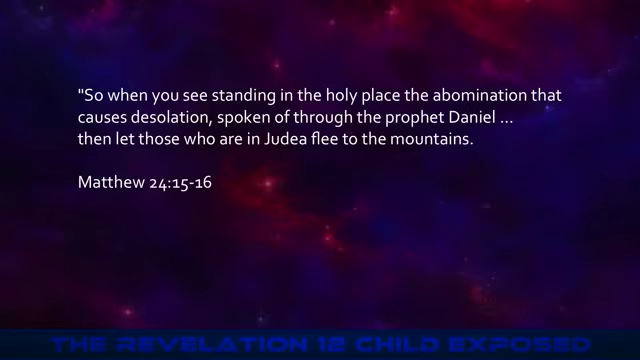 "So when you see standing in the holy place the abomination that
causes desolation, spoken of through the prophet Daniel ...
then let those who are in Judea flee to the mountains.
Matthew 24:15-16
THE REVELATION 12 CHILD EXPOSED